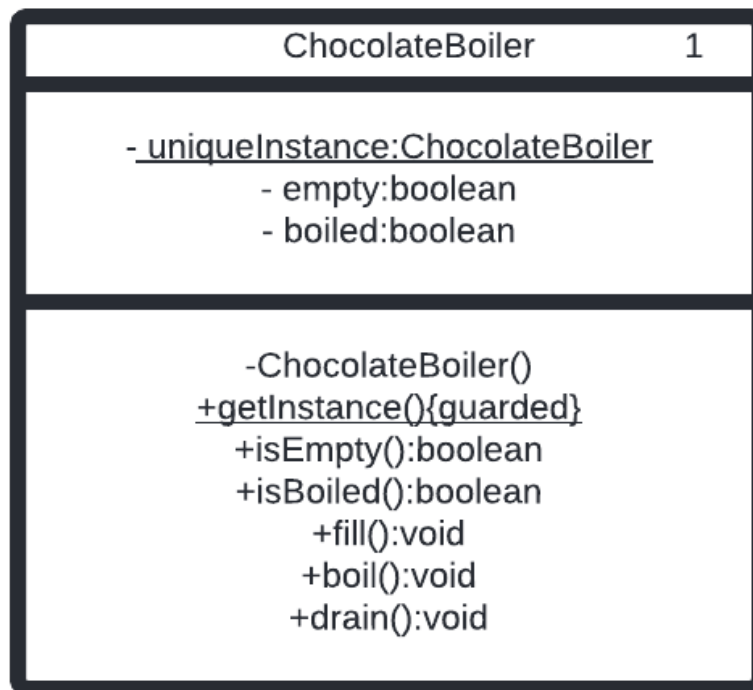 ChocolateBoiler 1
- uniqueInstance:ChocolateBoiler
- empty:boolean
- boiled:boolean
-ChocolateBoiler()
+getInstance(){guarded}
+isEmpty():boolean
+isBoiled():boolean
+fill():void
+boil():void
+drain():void